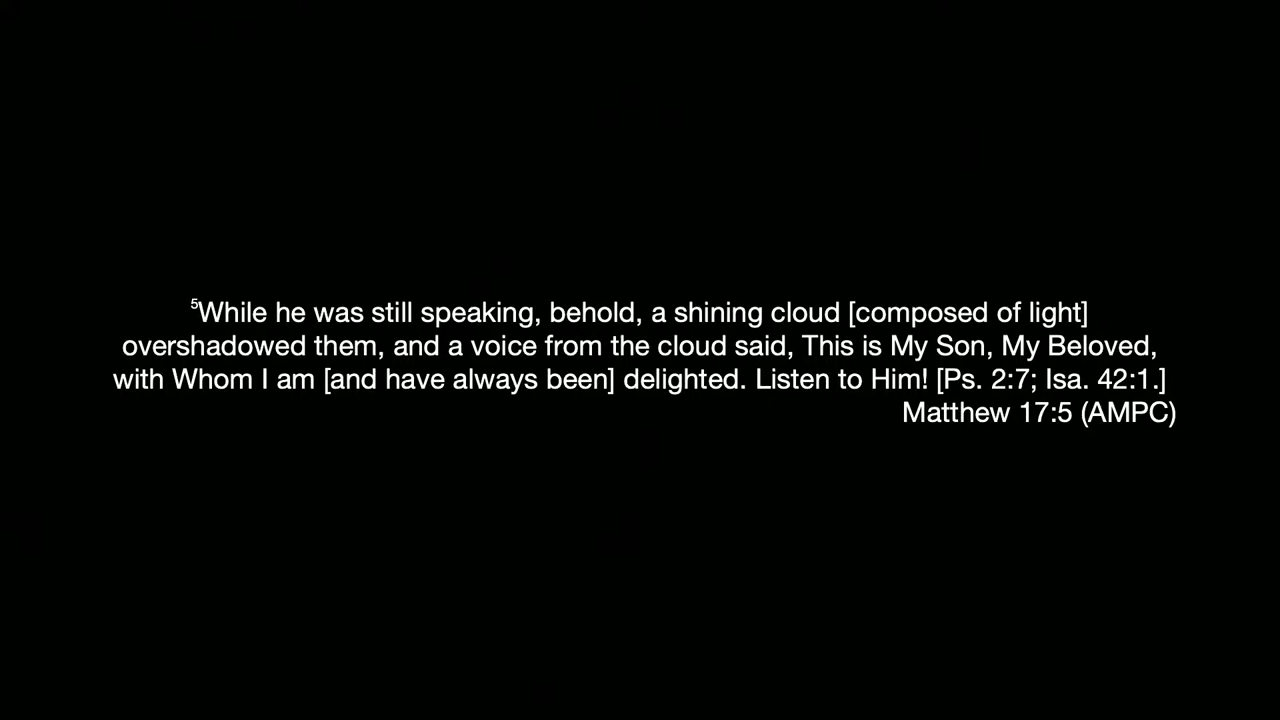 ⁵While he was still speaking, behold, a shining cloud [composed of light]
overshadowed them, and a voice from the cloud said, This is My Son, My Beloved,
with Whom I am [and have always been] delighted. Listen to Him! [Ps. 2:7; Isa. 42:1.]
Matthew 17:5 (AMPC)